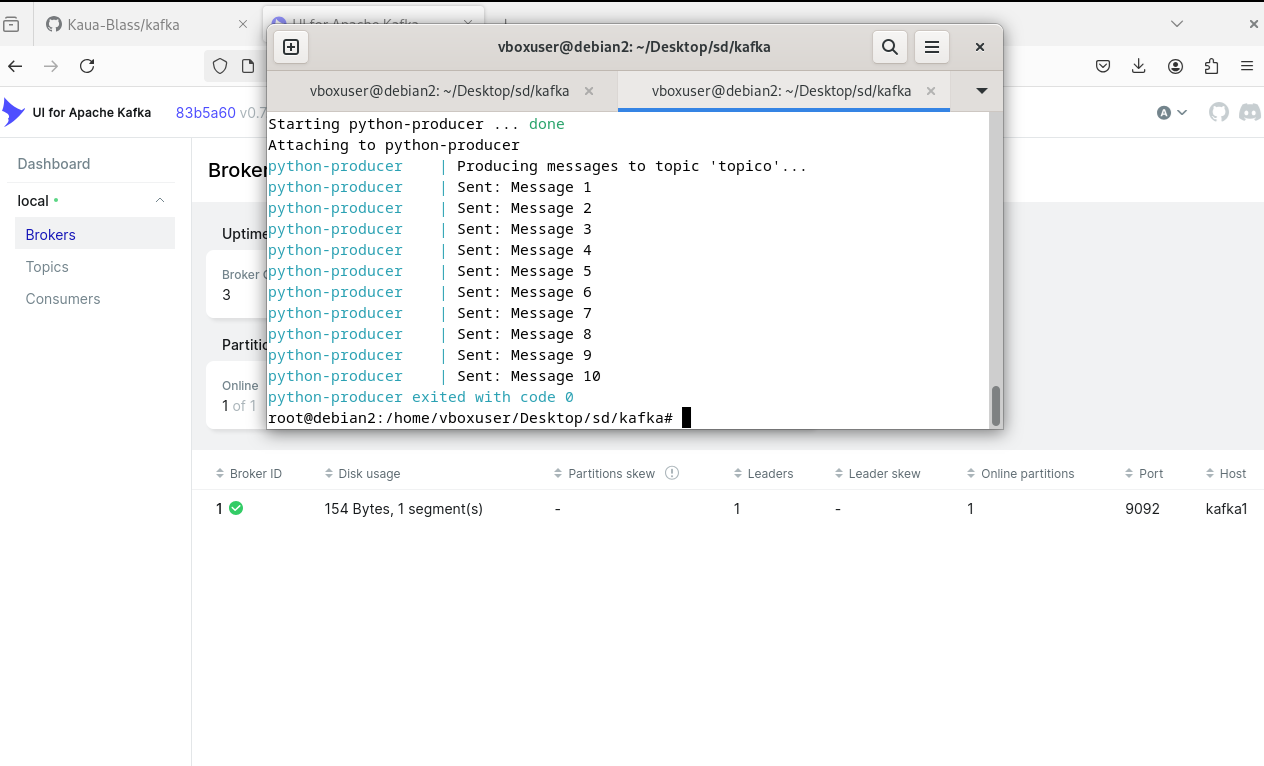 Kaua-Blass/kafka
UI for Apache Kafka
vboxuser@debian2: ~/Desktop/sd/kafka
vboxuser@debian2: ~/Desktop/sd/kafka
vboxuser@debian2: ~/Desktop/sd/kafka
UI for Apache Kafka
83b5a60 v0.7
A
Dashboard
local
Brokers
Topics
Consumers
Broker
Uptime
Broker
3
Online
1 of 1
Starting python-producer ... done
Attaching to python-producer
python-producer | Producing messages to topic 'topico'...
python-producer | Sent: Message 1
python-producer | Sent: Message 2
python-producer | Sent: Message 3
python-producer | Sent: Message 4
python-producer | Sent: Message 5
python-producer | Sent: Message 6
python-producer | Sent: Message 7
python-producer | Sent: Message 8
python-producer | Sent: Message 9
python-producer | Sent: Message 10
python-producer exited with code 0
root@debian2:/home/vboxuser/Desktop/sd/kafka#
Broker ID Disk usage Partitions skew Leaders Leader skew Online partitions Port Host
1 154 Bytes, 1 segment(s) - 1 - 1 9092 kafka1